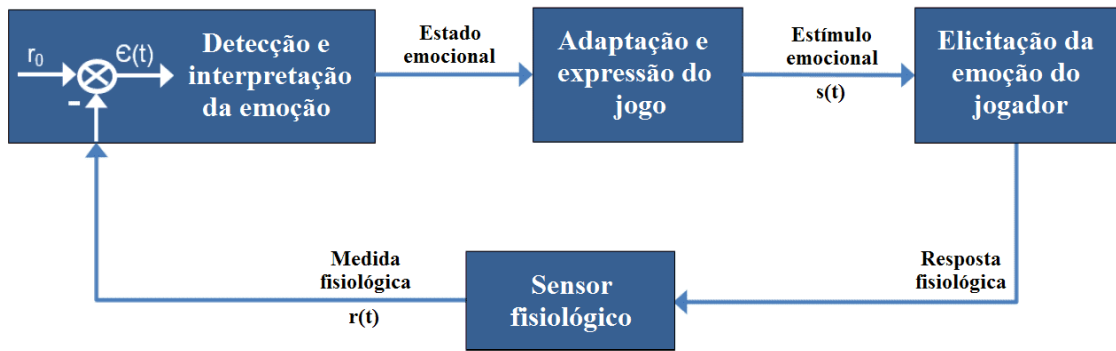 r0
Є(t)
-
Detecção e
interpretação
da emoção
Estado
emocional
Adaptação e
expressão do
jogo
Estímulo
emocional
s(t)
Elicitação da
emoção do
jogador
Medida
fisiológica
r(t)
Sensor
fisiológico
Resposta
fisiológica